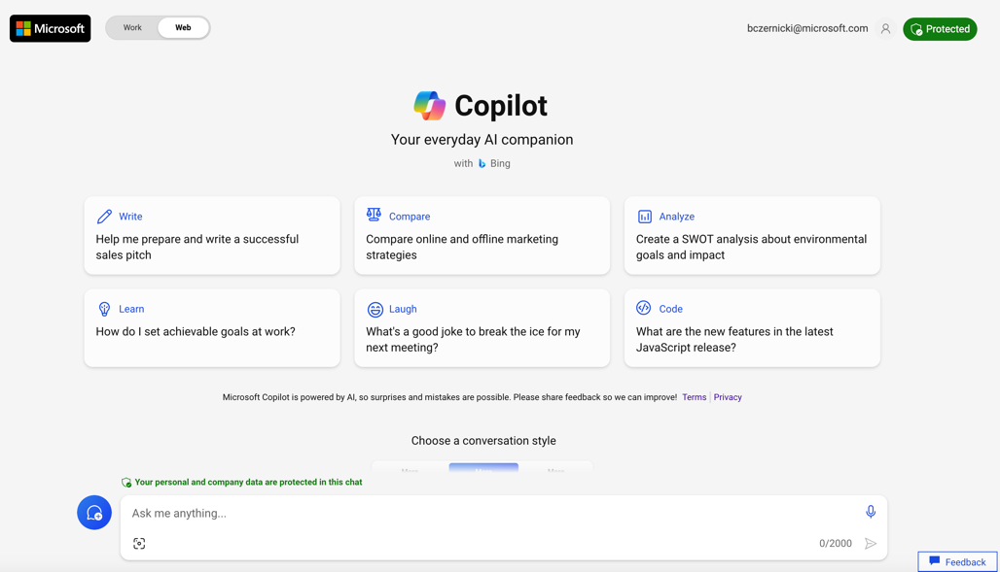 Microsoft
Work
Web
bczernicki@microsoft.com
Protected
Copilot
Your everyday AI companion
with Bing
Write
Help me prepare and write a successful
sales pitch
Compare
Compare online and offline marketing
strategies
Analyze
Create a SWOT analysis about environmental
goals and impact
Learn
How do I set achievable goals at work?
Laugh
What's a good joke to break the ice for my
next meeting?
Code
What are the new features in the latest
JavaScript release?
Microsoft Copilot is powered by AI, so surprises and mistakes are possible. Please share feedback so we can improve! Terms Privacy
Choose a conversation style
More More More
Your personal and company data are protected in this chat
Ask me anything...
0/2000
Feedback